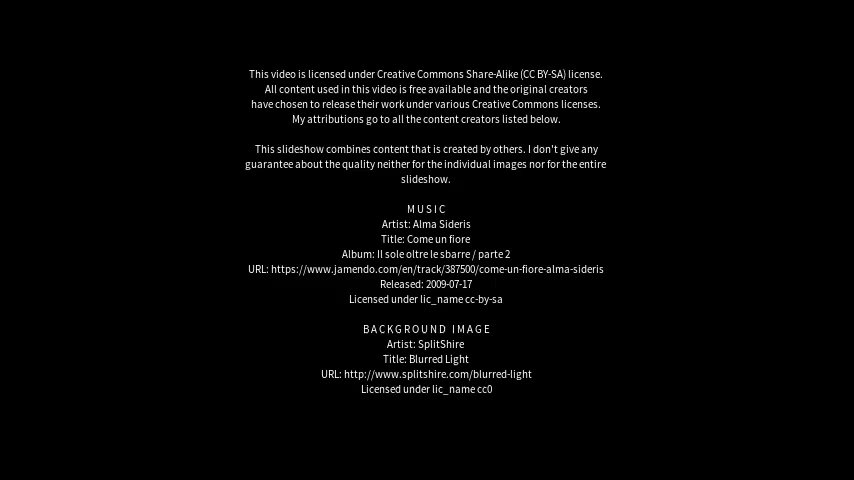 This video is licensed under Creative Commons Share-Alike (CC BY-SA) license.
All content used in this video is free available and the original creators
have chosen to release their work under various Creative Commons licenses.
My attributions go to all the content creators listed below.
This slideshow combines content that is created by others. I don't give any
guarantee about the quality neither for the individual images nor for the entire
slideshow.
MUSIC
Artist: Alma Sideris
Title: Come un fiore
Album: Il sole oltre le sbarre / parte 2
URL: https://www.jamendo.com/en/track/387500/come-un-fiore-alma-sideris
Released: 2009-07-17
Licensed under lic_name cc-by-sa
BACKGROUND IMAGE
Artist: SplitShire
Title: Blurred Light
URL: http://www.splitshire.com/blurred-light
Licensed under lic_name cc0